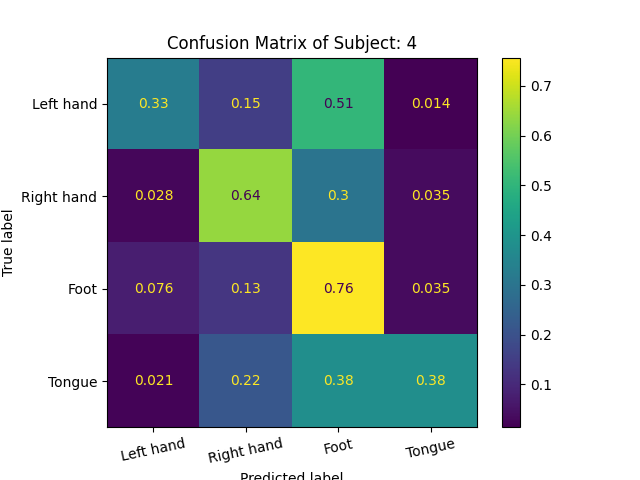 Confusion Matrix of Subject: 4
True label
Left hand 0.33 0.15 0.51 0.014
Right hand 0.028 0.64 0.3 0.035
Foot 0.076 0.13 0.76 0.035
Tongue 0.021 0.22 0.38 0.38
Left hand Right hand Foot Tongue
Predicted label
0.7
0.6
0.5
0.4
0.3
0.2
0.1